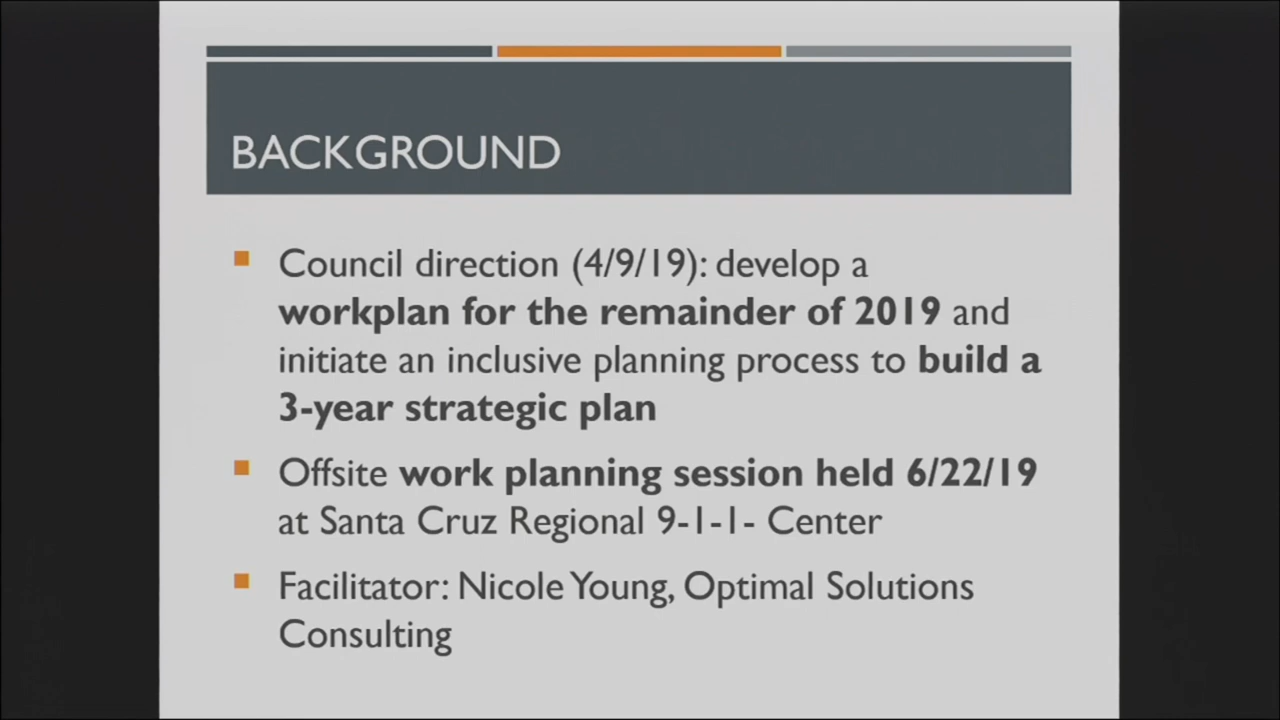 BACKGROUND
Council direction (4/9/19): develop a
workplan for the remainder of 2019 and
initiate an inclusive planning process to build a
3-year strategic plan
Offsite work planning session held 6/22/19
at Santa Cruz Regional 9-1-1- Center
Facilitator: Nicole Young, Optimal Solutions
Consulting